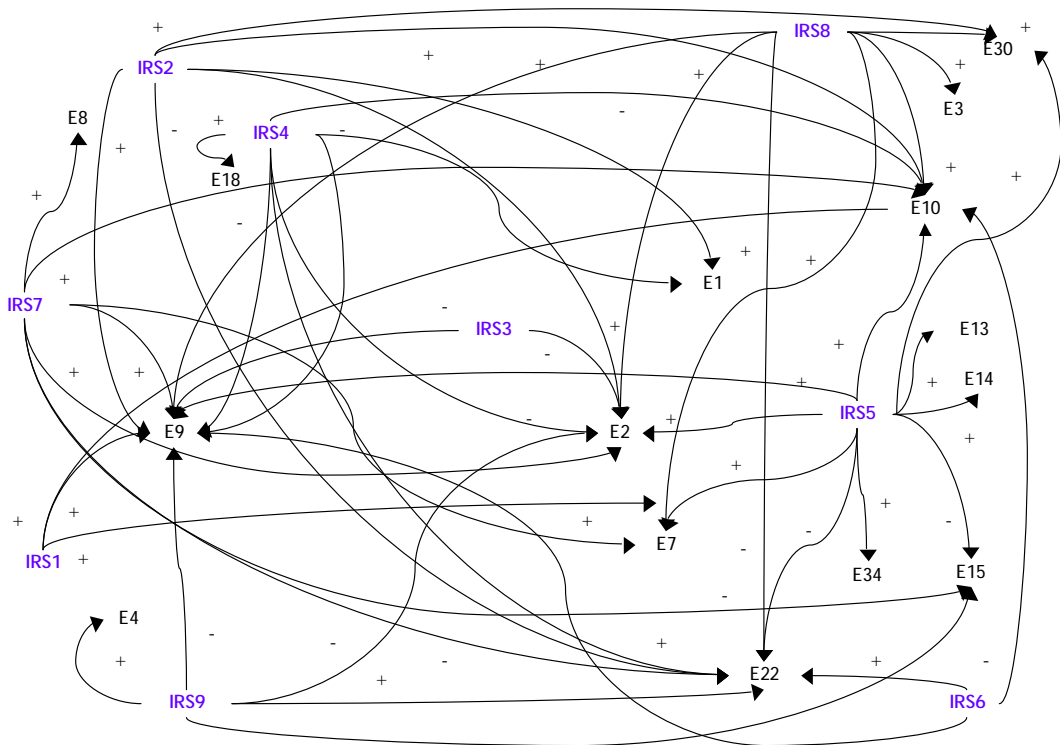 + IRS8 +
E30
IRS2 + + + +
E3
E8 + - IRS4 - -
+ E18 + +
+ - E10
+ + + E1
IRS7 - IRS3 + E13
- +
+ + + + E14
- + IRS5
E9 E2 +
+
+ + + + -
IRS1 + E7 - -
E34 E15
E4 -
- - +
+ - E22 + -
IRS9 + IRS6